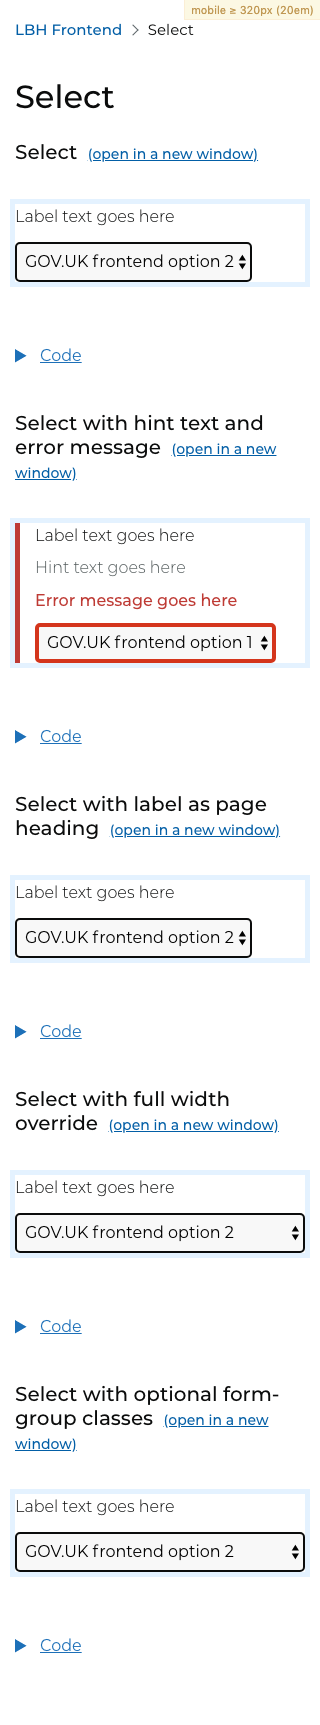 mobile ≥ 320px (20em)
LBH Frontend > Select
Select
Select (open in a new window)
Label text goes here
GOV.UK frontend option 2
Code
Select with hint text and
error message (open in a new
window)
Label text goes here
Hint text goes here
Error message goes here
GOV.UK frontend option 1
Code
Select with label as page
heading (open in a new window)
Label text goes here
GOV.UK frontend option 2
Code
Select with full width
override (open in a new window)
Label text goes here
GOV.UK frontend option 2
Code
Select with optional form-
group classes (open in a new
window)
Label text goes here
GOV.UK frontend option 2
Code